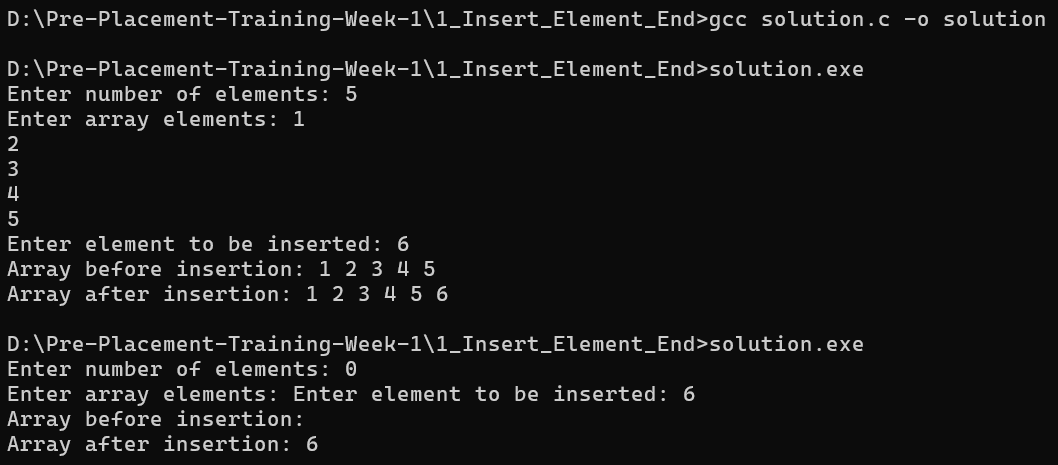 D:\Pre-Placement-Training-Week-1\1_Insert_Element_End>gcc solution.c -o solution
D:\Pre-Placement-Training-Week-1\1_Insert_Element_End>solution.exe
Enter number of elements: 5
Enter array elements: 1
2
3
4
5
Enter element to be inserted: 6
Array before insertion: 1 2 3 4 5
Array after insertion: 1 2 3 4 5 6
D:\Pre-Placement-Training-Week-1\1_Insert_Element_End>solution.exe
Enter number of elements: 0
Enter array elements: Enter element to be inserted: 6
Array before insertion:
Array after insertion: 6